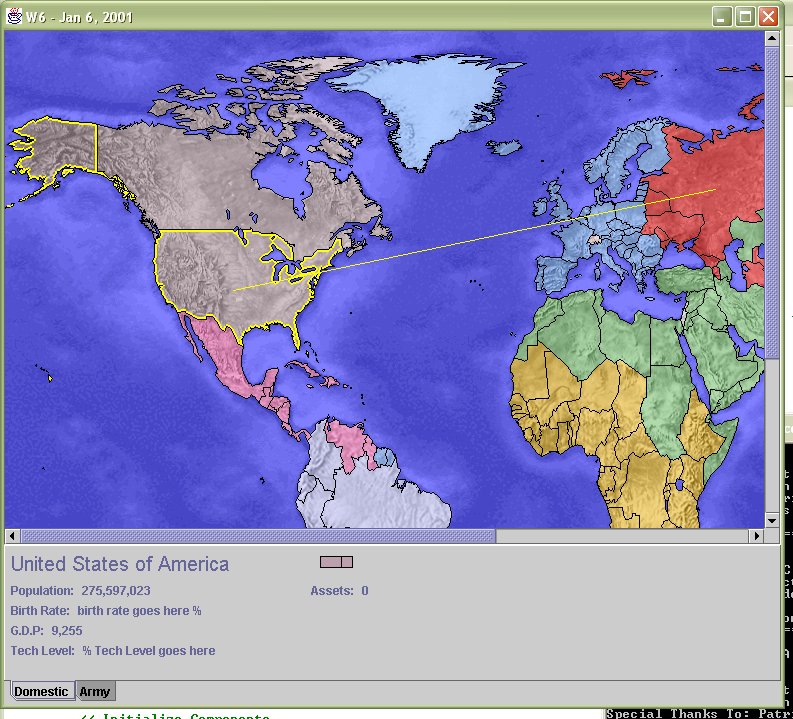 W6 - Jan 6, 2001
United States of America
Population: 275,597,023
Assets: 0
Birth Rate: birth rate goes here %
G.D.P: 9,255
Tech Level: % Tech Level goes here
Domestic Army
// Initialize Components
Special Thanks To: Patr